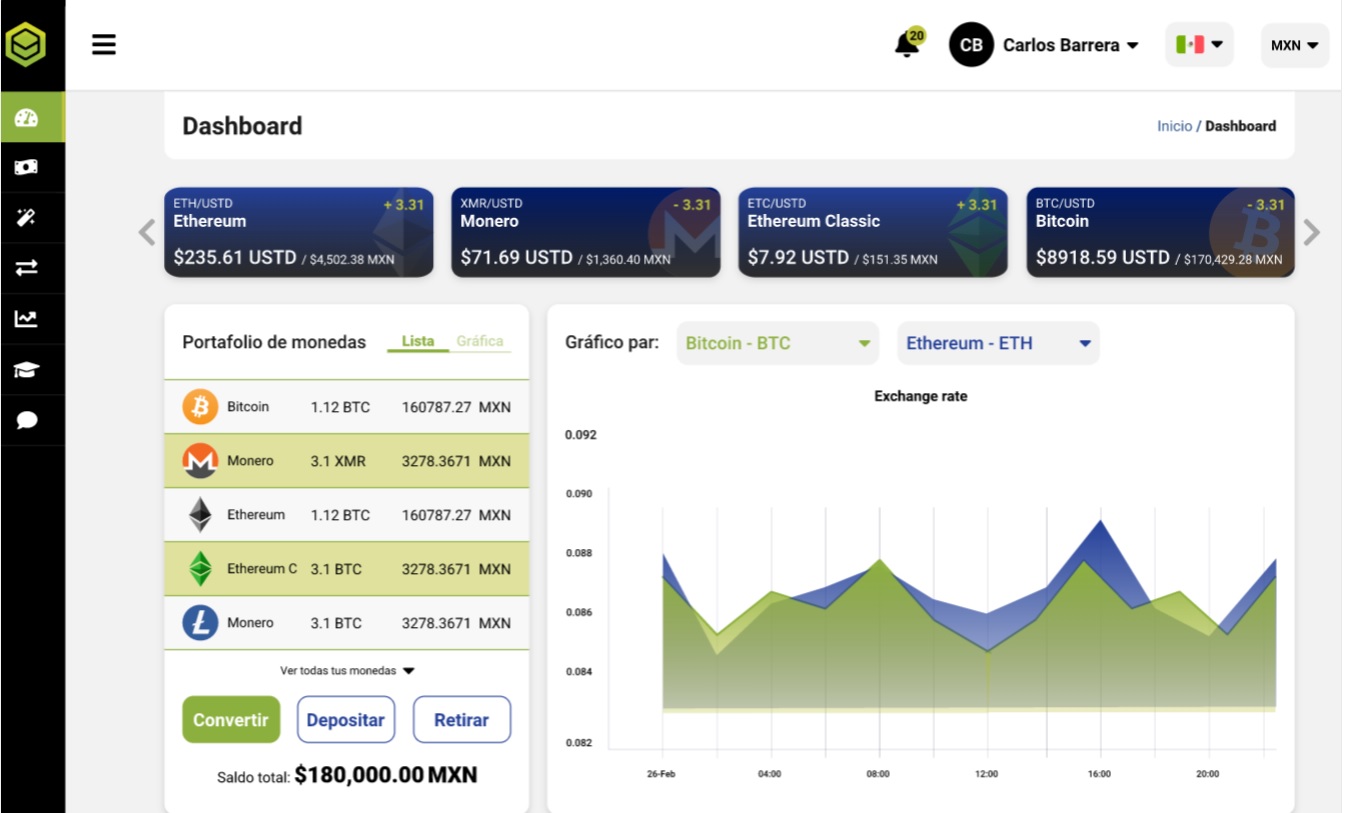 20
CB Carlos Barrera
MXN
Dashboard
Inicio / Dashboard
ETH/USTD + 3.31
Ethereum
$235.61 USTD / $4,502.38 MXN
XMR/USTD - 3.31
Monero
$71.69 USTD / $1,360.40 MXN
ETC/USTD + 3.31
Ethereum Classic
$7.92 USTD / $151.35 MXN
BTC/USTD - 3.31
Bitcoin
$8918.59 USTD / $170,429.28 MXN
Portafolio de monedas Lista Gráfica
Bitcoin 1.12 BTC 160787.27 MXN
Monero 3.1 XMR 3278.3671 MXN
Ethereum 1.12 BTC 160787.27 MXN
Ethereum C 3.1 BTC 3278.3671 MXN
Monero 3.1 BTC 3278.3671 MXN
Ver todas tus monedas
Convertir Depositar Retirar
Saldo total: $180,000.00 MXN
Gráfico par: Bitcoin - BTC Ethereum - ETH
Exchange rate
0.092
0.090
0.088
0.086
0.084
0.082
26-Feb 04:00 08:00 12:00 16:00 20:00